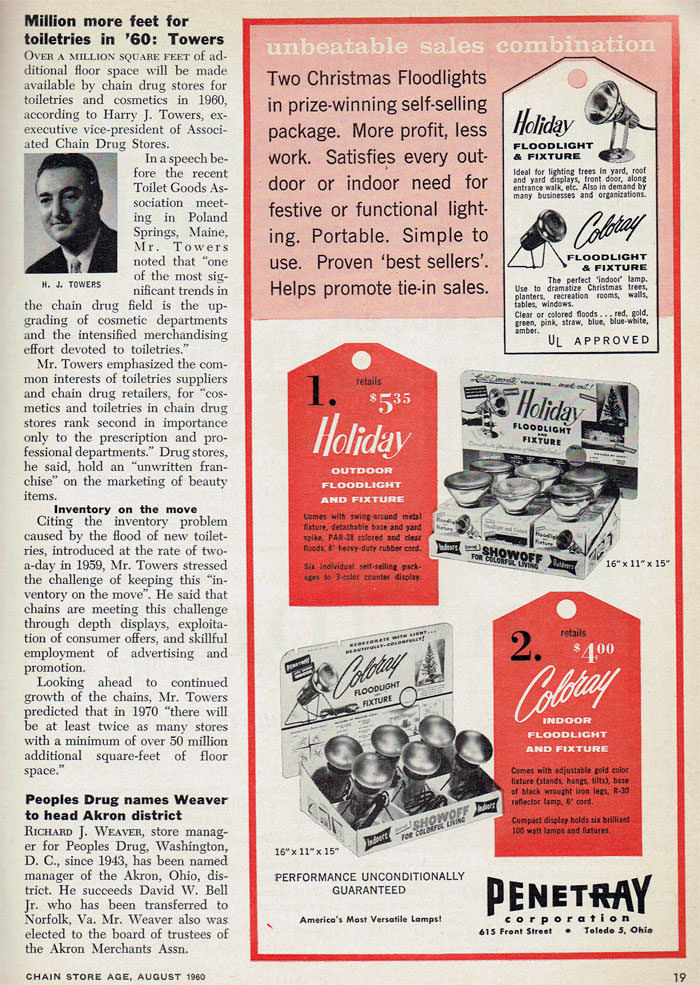 Million more feet for
toiletries in '60: Towers
OVER A MILLION SQUARE FEET of ad-
ditional floor space will be made
available by chain drug stores for
toiletries and cosmetics in 1960,
according to Harry J. Towers, ex-
executive vice-president of Associ-
ated Chain Drug Stores.
In a speech be-
fore the recent
Toilet Goods As-
sociation meet-
ing in Poland
Springs, Maine,
Mr. Towers
noted that "one
of the most sig-
nificant trends in
H. J. TOWERS
the chain drug field is the up-
grading of cosmetic departments
and the intensified merchandising
effort devoted to toiletries."
Mr. Towers emphasized the com-
mon interests of toiletries suppliers
and chain drug retailers, for "cos-
metics and toiletries in chain drug
stores rank second in importance
only to the prescription and pro-
fessional departments." Drug stores,
he said, hold an "unwritten fran-
chise" on the marketing of beauty
items.
Inventory on the move
Citing the inventory problem
caused by the flood of new toilet-
ries, introduced at the rate of two-
a-day in 1959, Mr. Towers stressed
the challenge of keeping this "in-
ventory on the move". He said that
chains are meeting this challenge
through depth displays, exploita-
tion of consumer offers, and skillful
employment of advertising and
promotion.
Looking ahead to continued
growth of the chains, Mr. Towers
predicted that in 1970 "there will
be at least twice as many stores
with a minimum of over 50 million
additional square-feet of floor
space."
Peoples Drug names Weaver
to head Akron district
RICHARD J. WEAVER, store manag-
er for Peoples Drug, Washington,
D. C., since 1943, has been named
manager of the Akron, Ohio, dis-
trict. He succeeds David W. Bell
Jr. who has been transferred to
Norfolk, Va. Mr. Weaver also was
elected to the board of trustees of
the Akron Merchants Assn.
unbeatable sales combination
Two Christmas Floodlights
in prize-winning self-selling
package. More profit, less
work. Satisfies every out-
door or indoor need for
festive or functional light-
ing. Portable. Simple to
use. Proven 'best sellers'.
Helps promote tie-in sales.
Holiday
FLOODLIGHT
& FIXTURE
Ideal for lighting trees in yard, roof
and yard displays, front door, along
entrance walk, etc. Also in demand by
many businesses and organizations.
Coloray
FLOODLIGHT
& FIXTURE
The perfect 'indoor' lamp.
Use to dramatize Christmas trees,
planters, recreation rooms, walls,
tables, windows.
Clear or colored floods . . . red, gold,
green, pink, straw, blue, blue-white,
amber.
UL APPROVED
1.
retails
$5.35
Holiday
OUTDOOR
FLOODLIGHT
AND FIXTURE
Comes with swing-around metal
fixture, detachable base and yard
spike, PAR-38 colored and clear
floods, 6' heavy-duty rubber cord.
Six individual self-selling pack-
ages to 3-color counter display.
YOUR HOME
Holiday
FLOODLIGHT
AND
FIXTURE
Indoors
SHOWOFF
FOR COLORFUL LIVING
Outdoors
16" x 11" x 15"
REDECORATE WITH LIGHT...
BEAUTIFULLY-COLORFULLY!
PENETRAY
Coloray
FLOODLIGHT
AND
FIXTURE
Indoors
SHOWOFF
FOR COLORFUL LIVING
Indoors
16" x 11" x 15"
2.
retails
$4.00
Coloray
INDOOR
FLOODLIGHT
AND FIXTURE
Comes with adjustable gold color
fixture (stands, hangs, tilts), base
of black wrought iron legs, R-30
reflector lamp, 6' cord.
Compact display holds six brilliant
100 watt lamps and fixtures.
PERFORMANCE UNCONDITIONALLY
GUARANTEED
America's Most Versatile Lamps!
PENETRAY
corporation
615 Front Street • Toledo 5, Ohio
CHAIN STORE AGE, AUGUST 1960
19